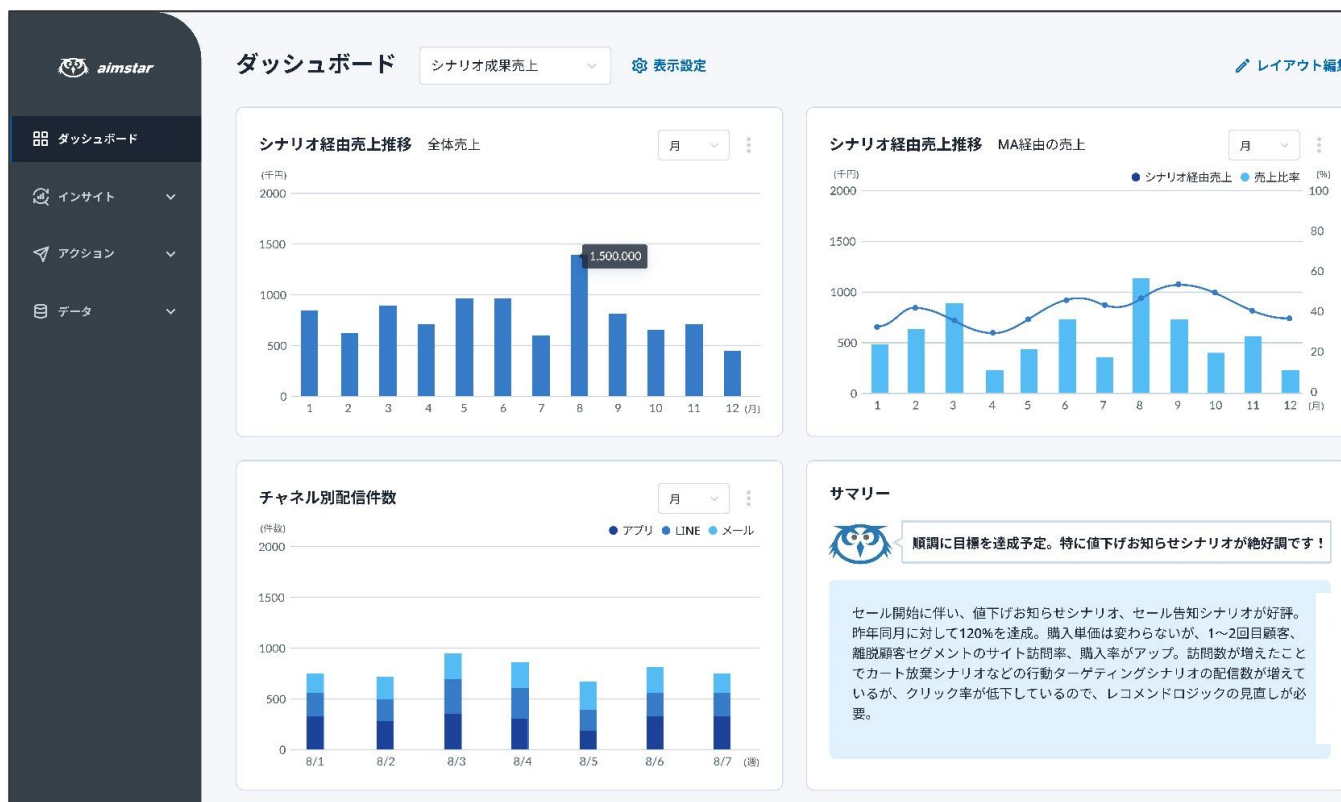 aimstar
ダッシュボード
インサイト
アクション
データ
ダッシュボード
シナリオ成果売上
表示設定
レイアウト編集
シナリオ経由売上推移 全体売上
月
(千円)
2000
1500
1000
500
0
1,500,000
1 2 3 4 5 6 7 8 9 10 11 12 (月)
シナリオ経由売上推移 MA経由の売上
月
シナリオ経由売上 売上比率
(千円)
2000
1500
1000
500
0
(%)
100
80
60
40
20
0
1 2 3 4 5 6 7 8 9 10 11 12 (月)
チャネル別配信件数
月
アプリ LINE メール
(件数)
2000
1500
1000
500
0
8/1 8/2 8/3 8/4 8/5 8/6 8/7 (週)
サマリー
順調に目標を達成予定。特に値下げお知らせシナリオが絶好調です！
セール開始に伴い、値下げお知らせシナリオ、セール告知シナリオが好評。
昨年同月に対して120%を達成。購入単価は変わらないが、1〜2回目顧客、
離脱顧客セグメントのサイト訪問率、購入率がアップ。訪問数が増えたこと
でカート放棄シナリオなどの行動ターゲティングシナリオの配信数が増えて
いるが、クリック率が低下しているので、レコメンドロジックの見直しが必
要。